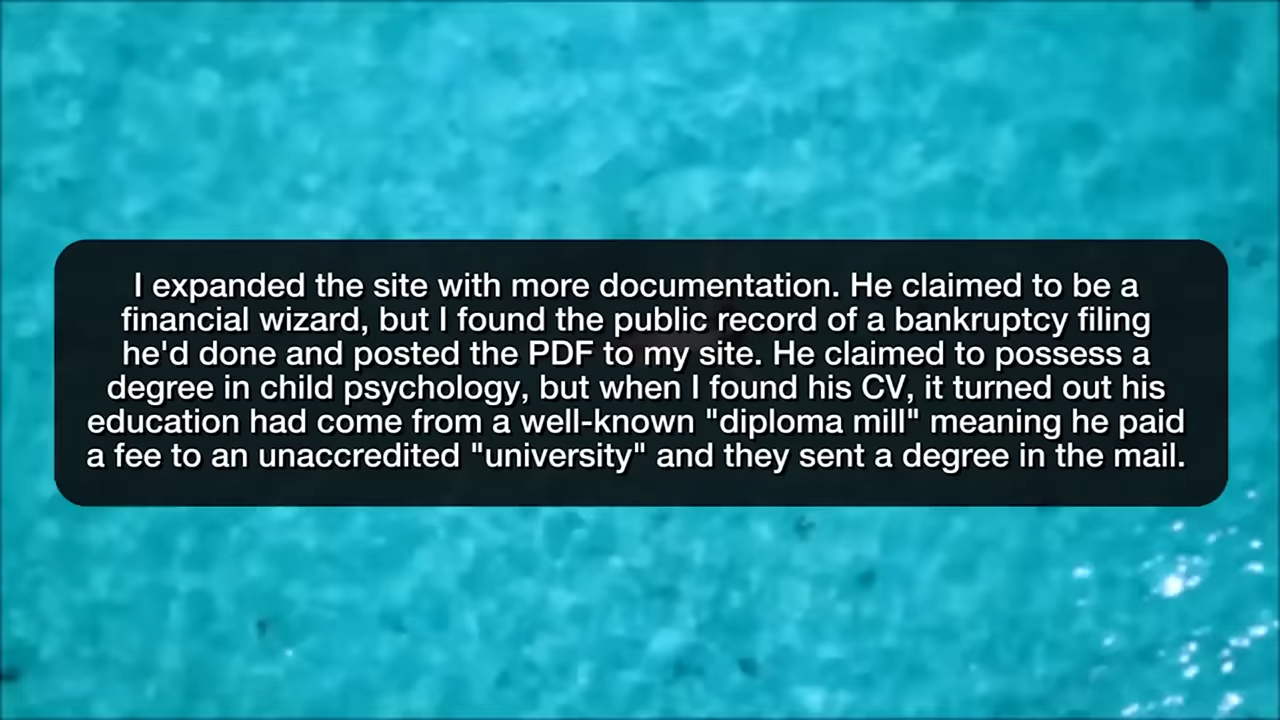 I expanded the site with more documentation. He claimed to be a
financial wizard, but I found the public record of a bankruptcy filing
he'd done and posted the PDF to my site. He claimed to possess a
degree in child psychology, but when I found his CV, it turned out his
education had come from a well-known "diploma mill" meaning he paid
a fee to an unaccredited "university" and they sent a degree in the mail.